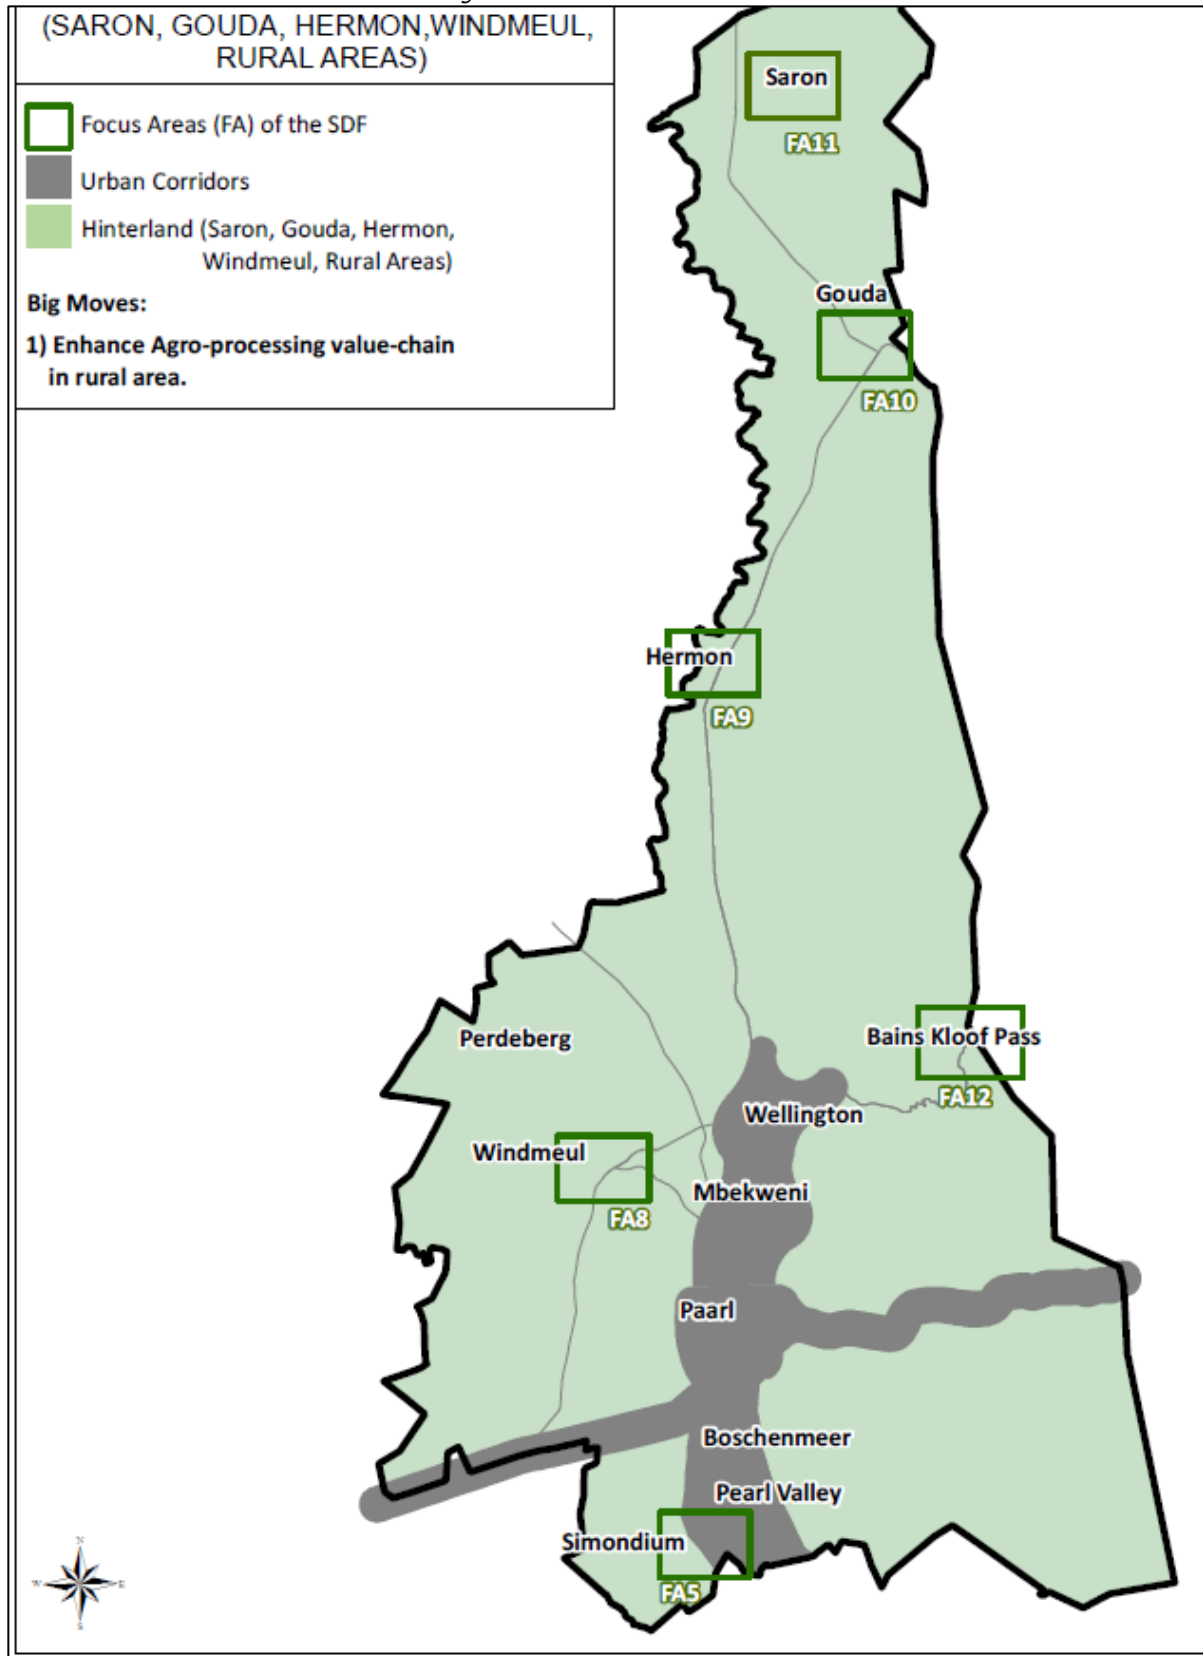 (SARON, GOUDA, HERMON,WINDMEUL,
RURAL AREAS)
Focus Areas (FA) of the SDF
Urban Corridors
Hinterland (Saron, Gouda, Hermon,
Windmeul, Rural Areas)
Big Moves:
1) Enhance Agro-processing value-chain
in rural area.
Saron
FA11
Gouda
FA10
Hermon
FA9
Perdeberg
Bains Kloof Pass
FA12
Wellington
Windmeul
Mbekweni
FA8
Paarl
Boschenmeer
Pearl Valley
Simondium
FA5
N
W E
S